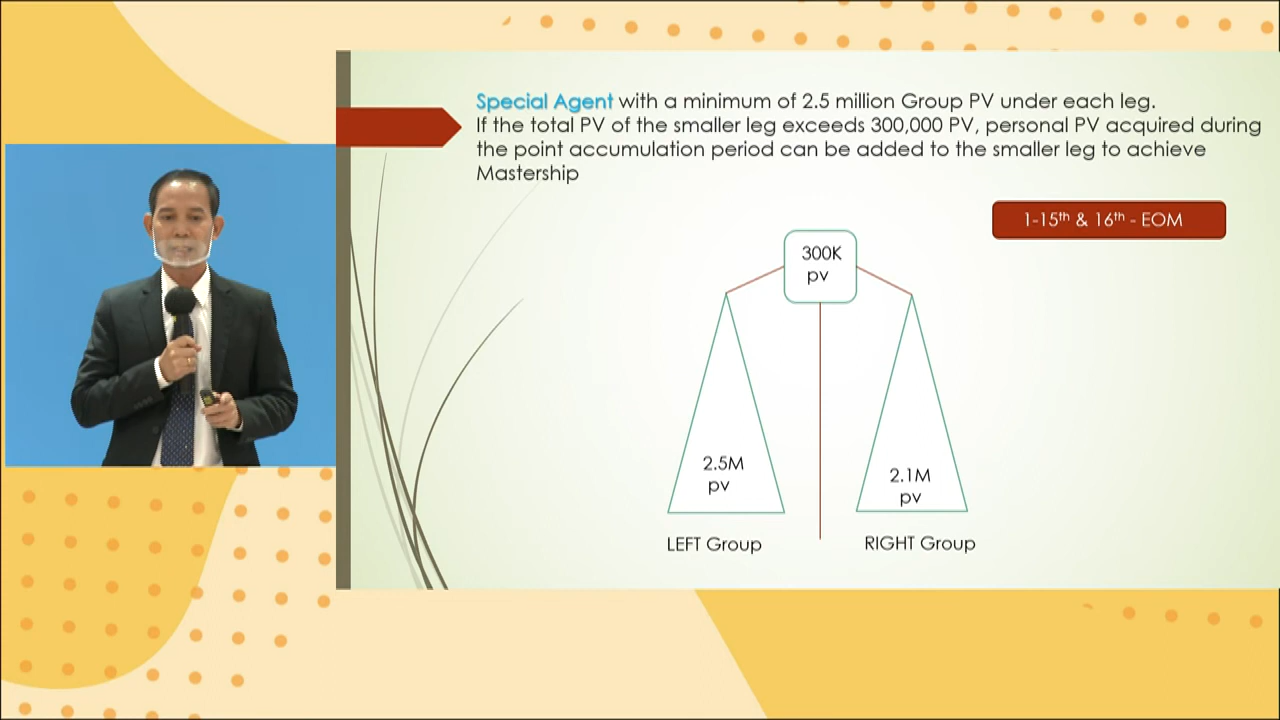 Special Agent with a minimum of 2.5 million Group PV under each leg.
If the total PV of the smaller leg exceeds 300,000 PV, personal PV acquired during
the point accumulation period can be added to the smaller leg to achieve
Mastership
1-15th & 16th - EOM
300K
pv
2.5M
pv
2.1M
pv
LEFT Group
RIGHT Group